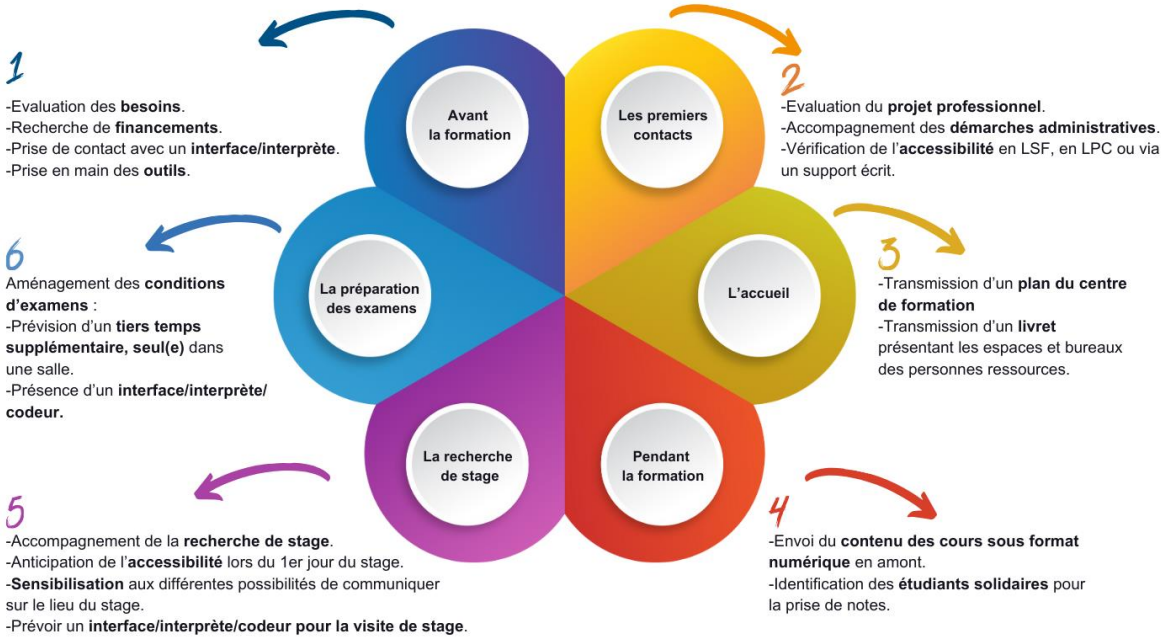 1
Avant
la formation
-Evaluation des besoins.
-Recherche de financements.
-Prise de contact avec un interface/interprète.
-Prise en main des outils.
2
Les premiers
contacts
-Evaluation du projet professionnel.
-Accompagnement des démarches administratives.
-Vérification de l'accessibilité en LSF, en LPC ou via
un support écrit.
3
L'accueil
-Transmission d'un plan du centre
de formation
-Transmission d'un livret
présentant les espaces et bureaux
des personnes ressources.
4
Pendant
la formation
-Envoi du contenu des cours sous format
numérique en amont.
-Identification des étudiants solidaires pour
la prise de notes.
5
La recherche
de stage
-Accompagnement de la recherche de stage.
-Anticipation de l'accessibilité lors du 1er jour du stage.
-Sensibilisation aux différentes possibilités de communiquer
sur le lieu du stage.
-Prévoir un interface/interprète/codeur pour la visite de stage.
6
La préparation
des examens
Aménagement des conditions
d'examens :
-Prévision d'un tiers temps
supplémentaire, seul(e) dans
une salle.
-Présence d'un interface/interprète/
codeur.